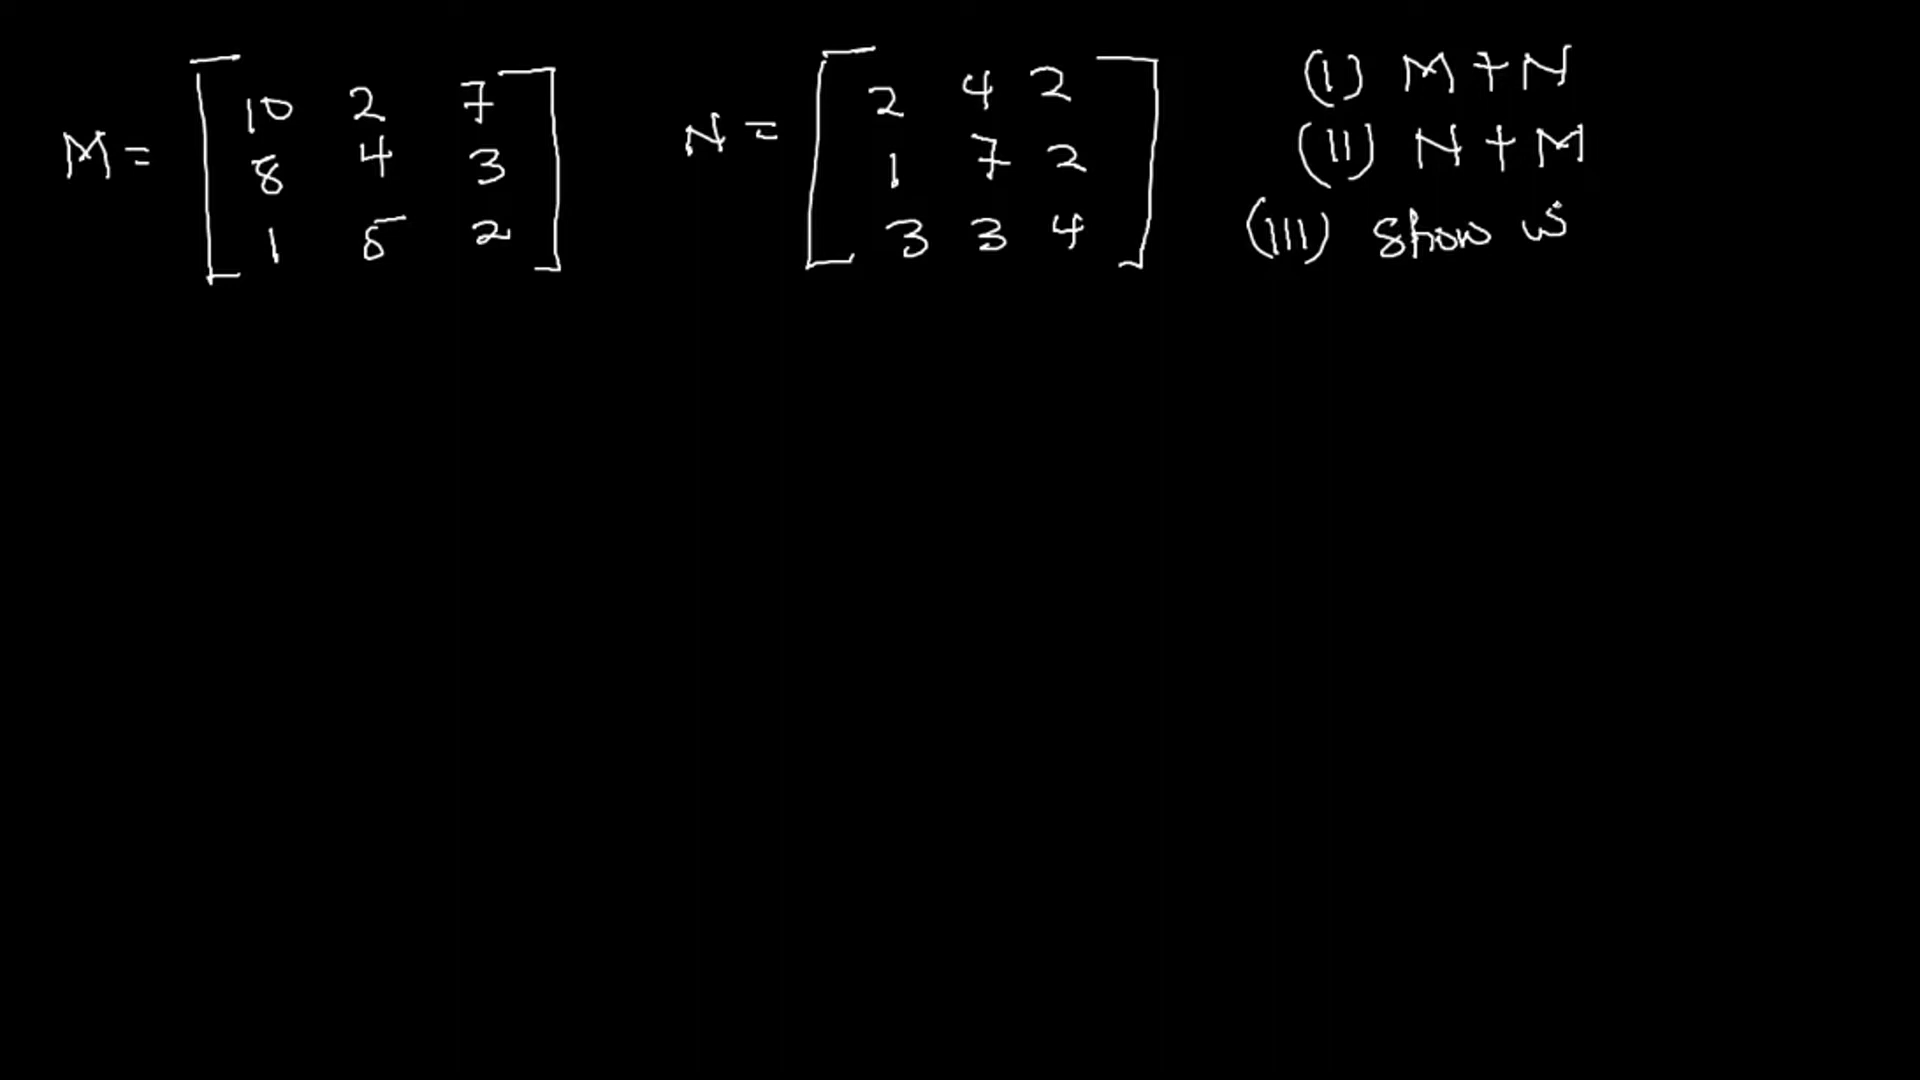 M = [10 2 7
8 4 3
1 5 2]
N = [2 4 2
1 7 2
3 3 4]
(I) M + N
(II) N + M
(III) show